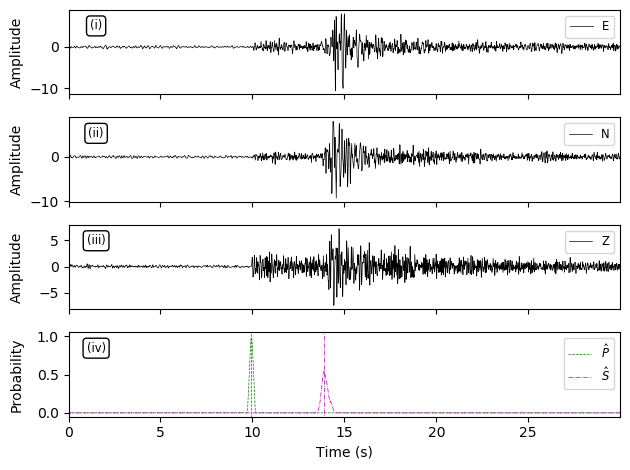 (i)
E
Amplitude
0
−10
(ii)
N
Amplitude
0
−10
(iii)
Z
Amplitude
5
0
−5
(iv)
P̂
Ŝ
Probability
1.0
0.5
0.0
0 5 10 15 20 25
Time (s)